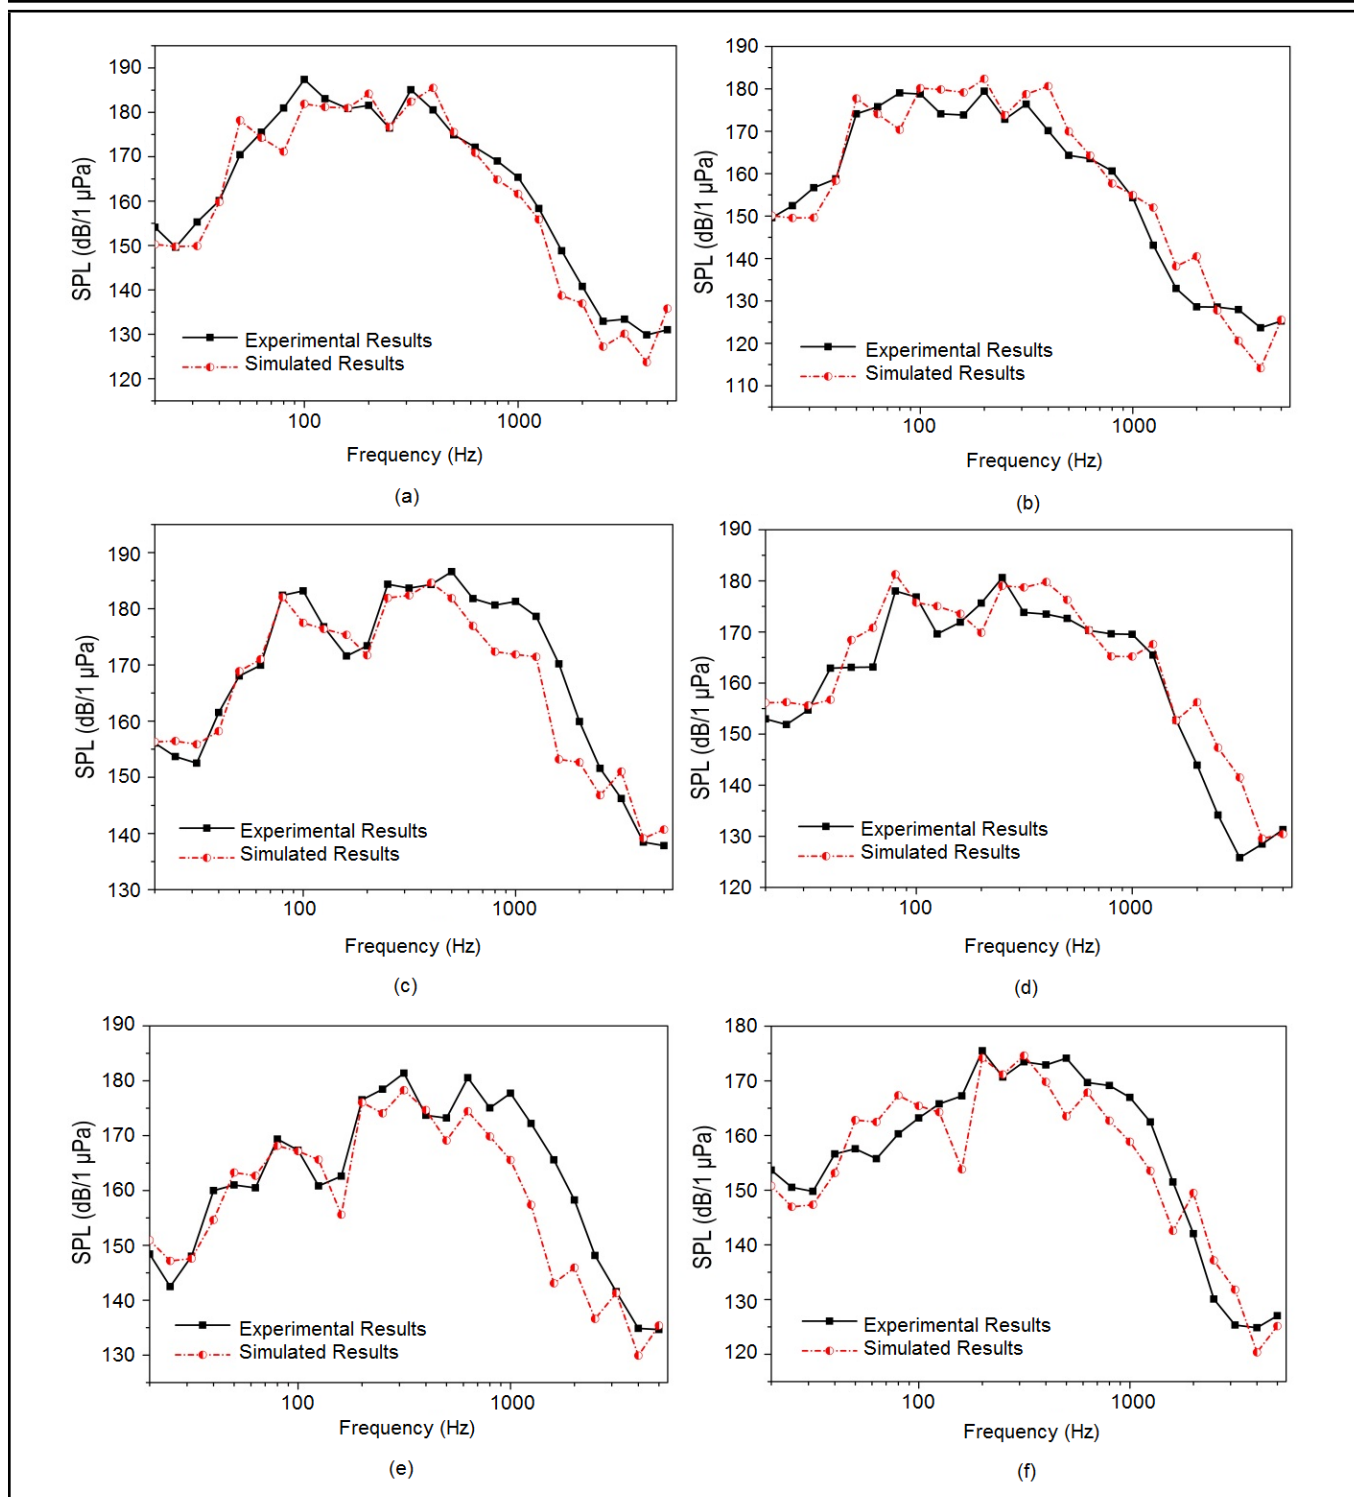 190
180
170
160
150
140
130
120
SPL (dB/1 µPa)
Experimental Results
Simulated Results
100
1000
Frequency (Hz)
(a)
190
180
170
160
150
140
130
120
110
SPL (dB/1 µPa)
Experimental Results
Simulated Results
100
1000
Frequency (Hz)
(b)
190
180
170
160
150
140
130
SPL (dB/1 µPa)
Experimental Results
Simulated Results
100
1000
Frequency (Hz)
(c)
190
180
170
160
150
140
130
120
SPL (dB/1 µPa)
Experimental Results
Simulated Results
100
1000
Frequency (Hz)
(d)
190
180
170
160
150
140
130
SPL (dB/1 µPa)
Experimental Results
Simulated Results
100
1000
Frequency (Hz)
(e)
180
170
160
150
140
130
120
SPL (dB/1 µPa)
Experimental Results
Simulated Results
100
1000
Frequency (Hz)
(f)